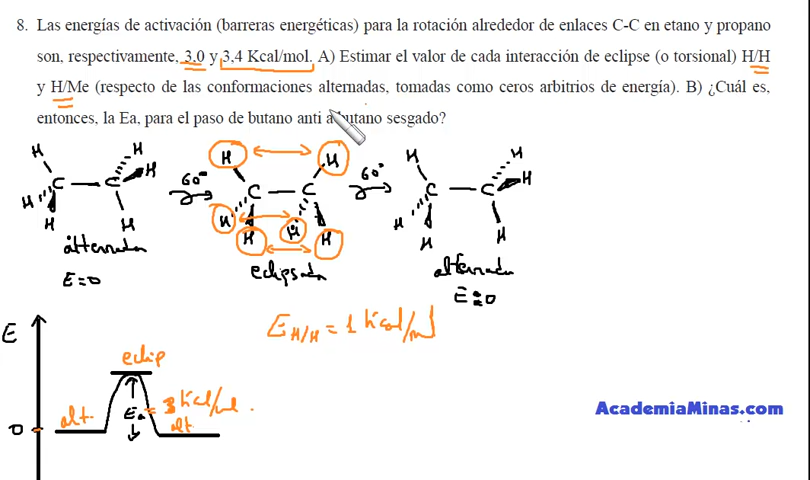 8. Las energías de activación (barreras energéticas) para la rotación alrededor de enlaces C-C en etano y propano
son, respectivamente, 3,0 y 3,4 Kcal/mol. A) Estimar el valor de cada interacción de eclipse (o torsional) H/H
y H/Me (respecto de las conformaciones alternadas, tomadas como ceros arbitrios de energía). B) ¿Cuál es,
entonces, la Ea, para el paso de butano anti a butano sesgado?
H H H H H H
60° 60°
H C C H C C C C H
H H H H H
H H H H H
alternada eclipsada alternada
E=0 E=0
E
E H/H = 1 Kcal/ml
eclip
alt. Ea = 3 Kcal/ml. alt
0
AcademiaMinas.com